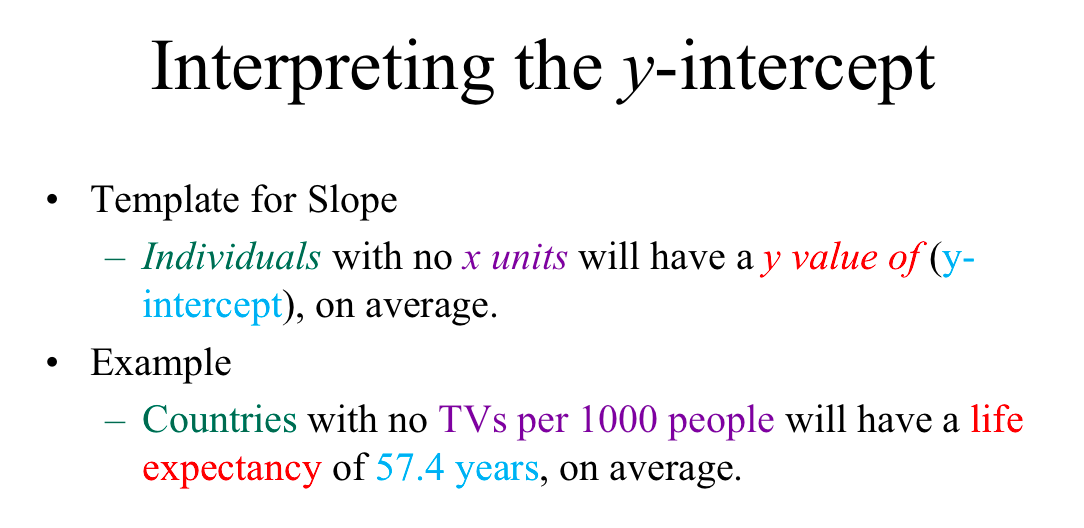 Interpreting the y-intercept
• Template for Slope
– Individuals with no x units will have a y value of (y-
intercept), on average.
• Example
– Countries with no TVs per 1000 people will have a life
expectancy of 57.4 years, on average.